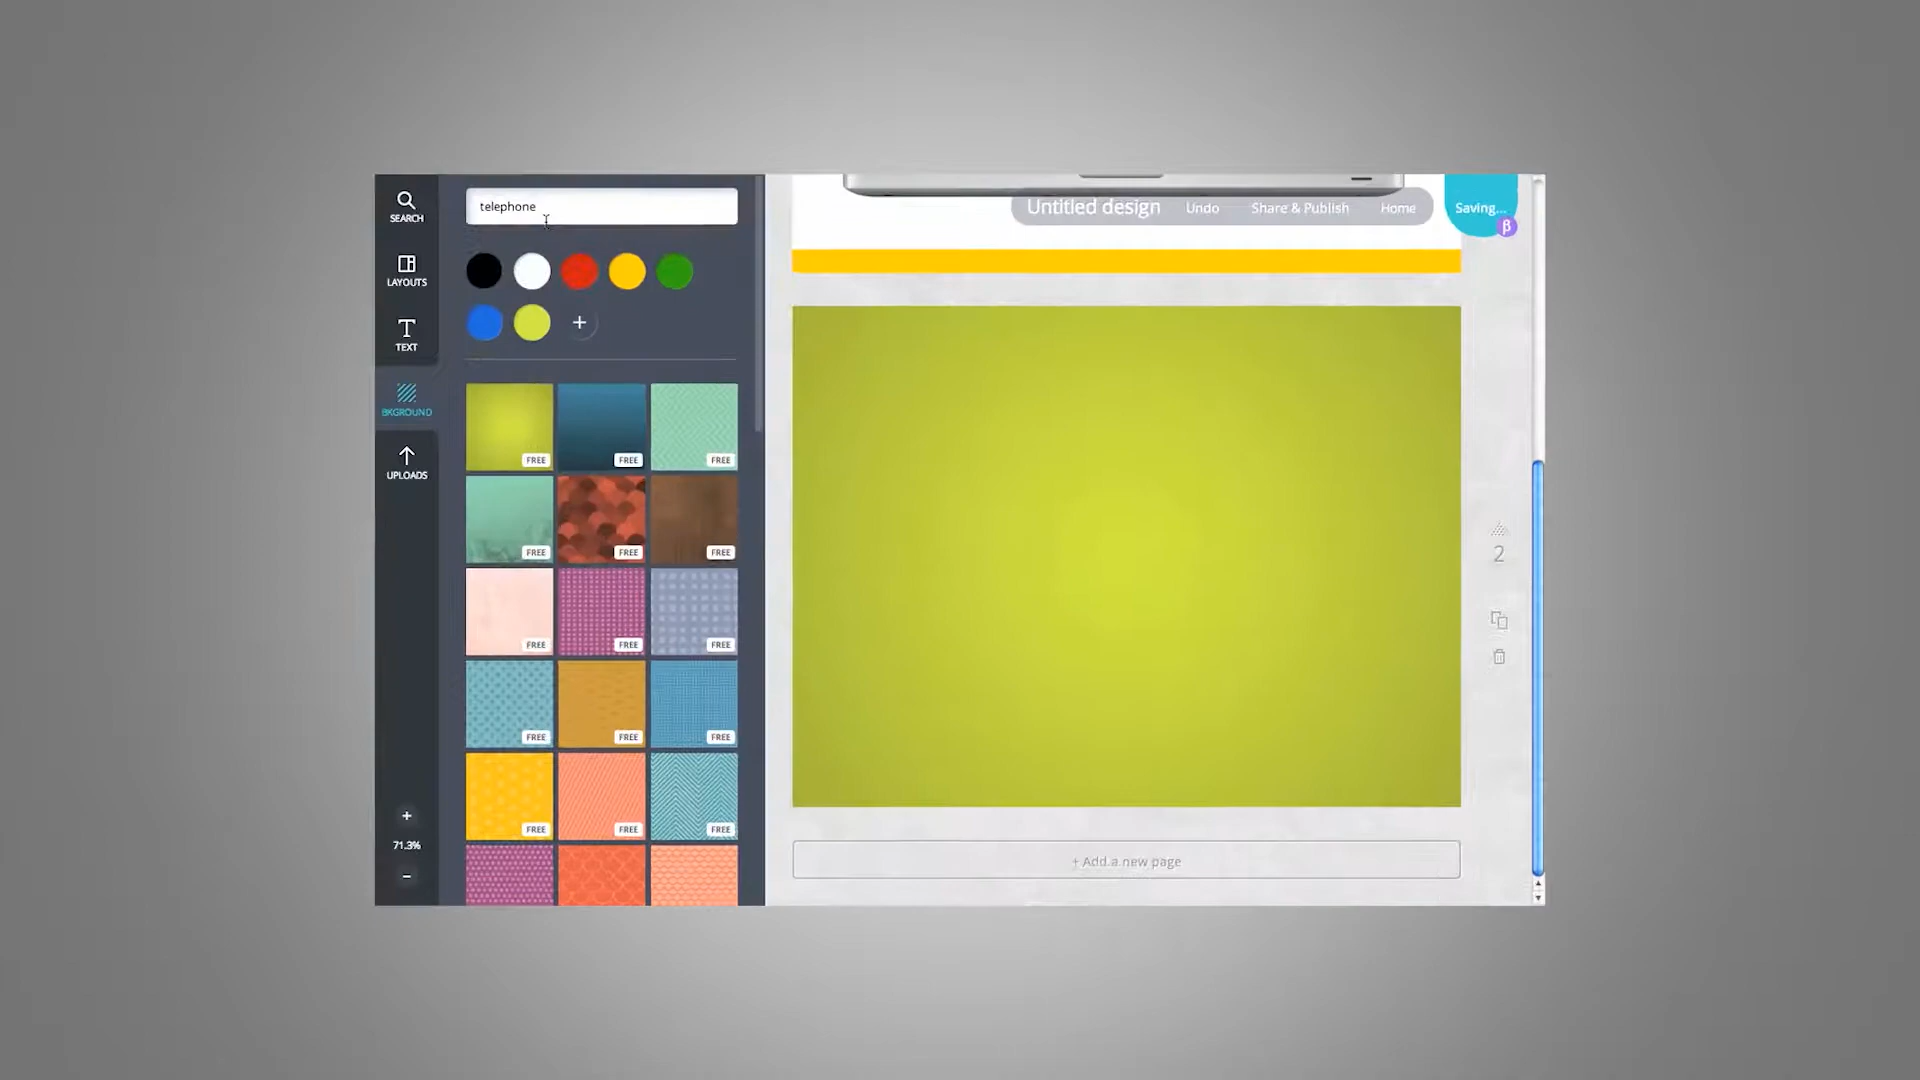 SEARCH
telephone
Untitled design
Undo
Share & Publish
Home
Saving...
β
LAYOUTS
TEXT
BKGROUND
FREE
FREE
FREE
UPLOADS
FREE
FREE
FREE
2
FREE
FREE
FREE
FREE
FREE
FREE
FREE
FREE
FREE
+
71.3%
–
+ Add a new page